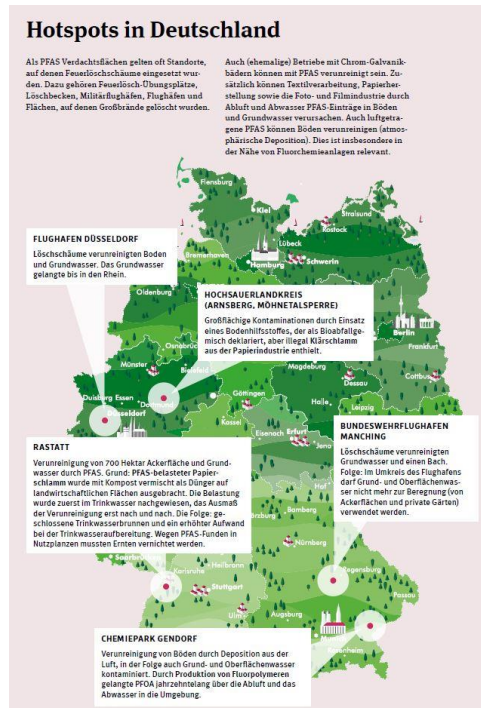 Hotspots in Deutschland
Als PFAS Verdachtsflächen gelten oft Standorte,
auf denen Feuerlöschschäume eingesetzt wur-
den. Dazu gehören Feuerlösch-Übungsplätze,
Löschbecken, Militärflughäfen, Flughäfen und
Flächen, auf denen Großbrände gelöscht wurden.
Auch (ehemalige) Betriebe mit Chrom-Galvanik-
bädern können mit PFAS verunreinigt sein. Zu-
sätzlich können Textilverarbeitung, Papierher-
stellung sowie die Foto- und Filmindustrie durch
Abluft und Abwasser PFAS-Einträge in Böden
und Grundwasser verursachen. Auch luftgetra-
gene PFAS können Böden verunreinigen (atmos-
phärische Deposition). Dies ist insbesondere in
der Nähe von Fluorchemieanlagen relevant.
Flensburg
Kiel
Stralsund
Rostock
Lübeck
FLUGHAFEN DÜSSELDORF
Löschschäume verunreinigten Boden
und Grundwasser. Das Grundwasser
gelangte bis in den Rhein.
Bremerhaven
Hamburg
Schwerin
Oldenburg
HOCHSAUERLANDKREIS
(ARNSBERG, MÖHNETALSPERRE)
Großflächige Kontaminationen durch Einsatz
eines Bodenhilfsstoffes, der als Bioabfallge-
misch deklariert, aber illegal Klärschlamm
aus der Papierindustrie enthielt.
Berlin
Osnabrü
Frankfurt
Münster
Bielefeld
Magdeburg
Dessau
Cottbus
Duisburg Essen
Dortmund
Düsseldorf
Göttingen
Halle
Leipzig
Kassel
Eisenach
Erfurt
Jena
BUNDESWEHRFLUGHAFEN
MANCHING
Löschschäume verunreinigten
Grundwasser und einen Bach.
Folge: Im Umkreis des Flughafens
darf Grund- und Oberflächenwas-
ser nicht mehr zur Beregnung (von
Ackerflächen und private Gärten)
verwendet werden.
RASTATT
Verunreinigung von 700 Hektar Ackerfläche und Grund-
wasser durch PFAS. Grund: PFAS-belasteter Papier-
schlamm wurde mit Kompost vermischt als Dünger auf
landwirtschaftlichen Flächen ausgebracht. Die Belastung
wurde zuerst im Trinkwasser nachgewiesen, das Ausmaß
der Verunreinigung erst nach und nach. Die Folge: ge-
schlossene Trinkwasserbrunnen und ein erhöhter Aufwand
bei der Trinkwasseraufbereitung. Wegen PFAS-Funden in
Nutzplanzen mussten Ernten vernichtet werden.
Hof
Bamberg
Nürnberg
Saarbrücken
Heilbronn
Karlsruhe
Stuttgart
Regensburg
Passau
Ulm
Augsburg
Rosenheim
CHEMIEPARK GENDORF
Verunreinigung von Böden durch Deposition aus der
Luft, in der Folge auch Grund- und Oberflächenwasser
kontaminiert. Durch Produktion von Fluorpolymeren
gelangte PFOA jahrzehntelang über die Abluft und das
Abwasser in die Umgebung.